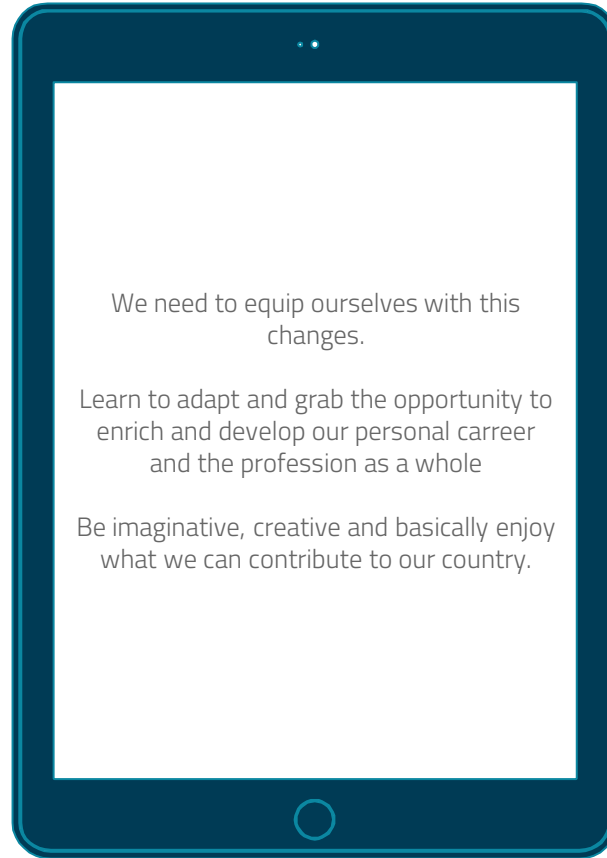 We need to equip ourselves with this
changes.
Learn to adapt and grab the opportunity to
enrich and develop our personal carreer
and the profession as a whole
Be imaginative, creative and basically enjoy
what we can contribute to our country.